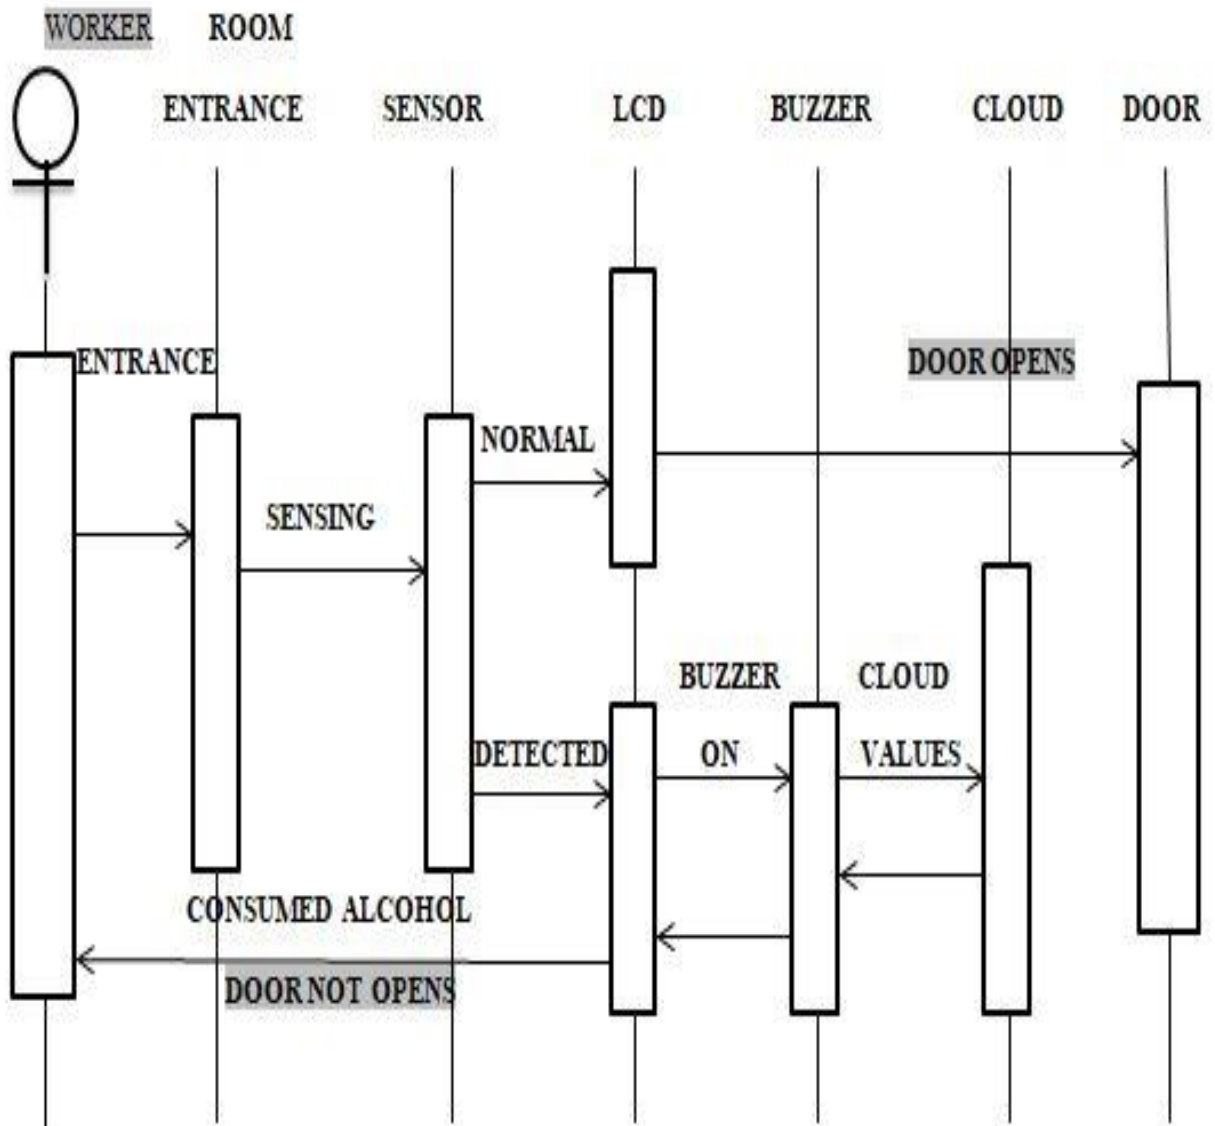 WORKER ROOM
ENTRANCE SENSOR LCD BUZZER CLOUD DOOR
ENTRANCE
DOOR OPENS
NORMAL
SENSING
BUZZER CLOUD
DETECTED ON VALUES
CONSUMED ALCOHOL
DOOR NOT OPENS